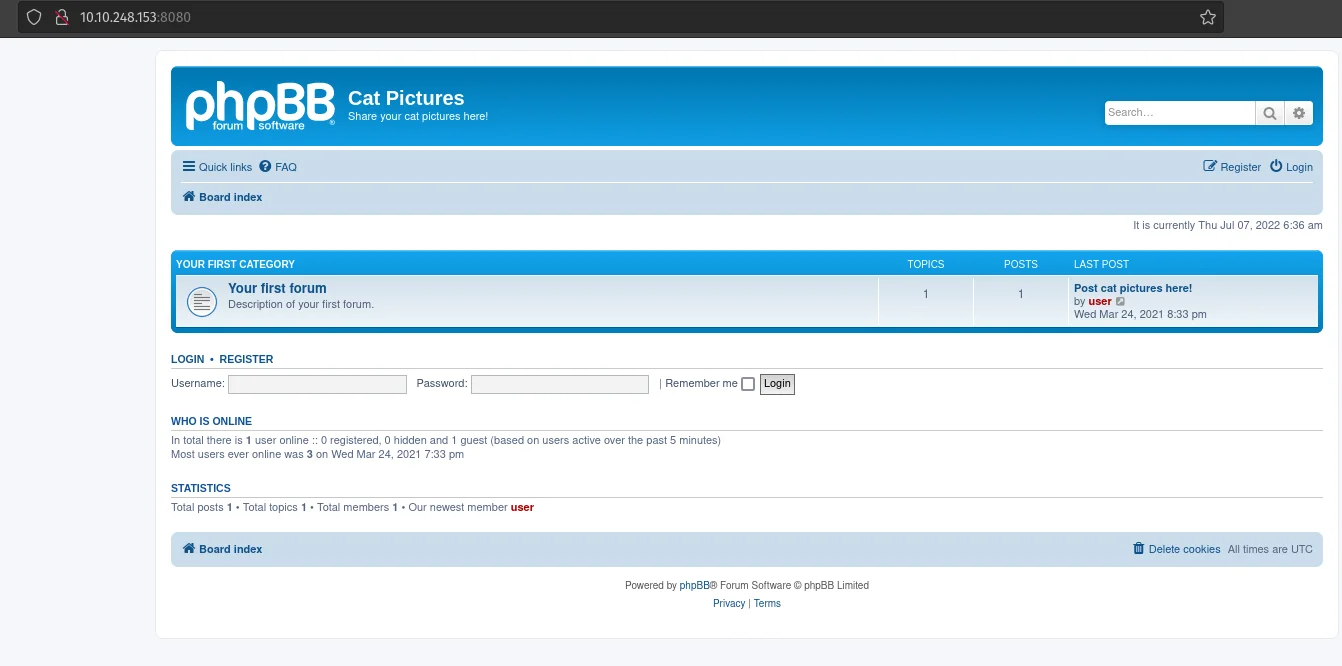 10.10.248.153:8080
phpBB® Cat Pictures
forum software Share your cat pictures here!
Search…
Quick links FAQ Register Login
Board index
It is currently Thu Jul 07, 2022 6:36 am
YOUR FIRST CATEGORY TOPICS POSTS LAST POST
Your first forum 1 1 Post cat pictures here!
Description of your first forum. by user
Wed Mar 24, 2021 8:33 pm
LOGIN • REGISTER
Username: Password: | Remember me Login
WHO IS ONLINE
In total there is 1 user online :: 0 registered, 0 hidden and 1 guest (based on users active over the past 5 minutes)
Most users ever online was 3 on Wed Mar 24, 2021 7:33 pm
STATISTICS
Total posts 1 • Total topics 1 • Total members 1 • Our newest member user
Board index Delete cookies All times are UTC
Powered by phpBB® Forum Software © phpBB Limited
Privacy | Terms